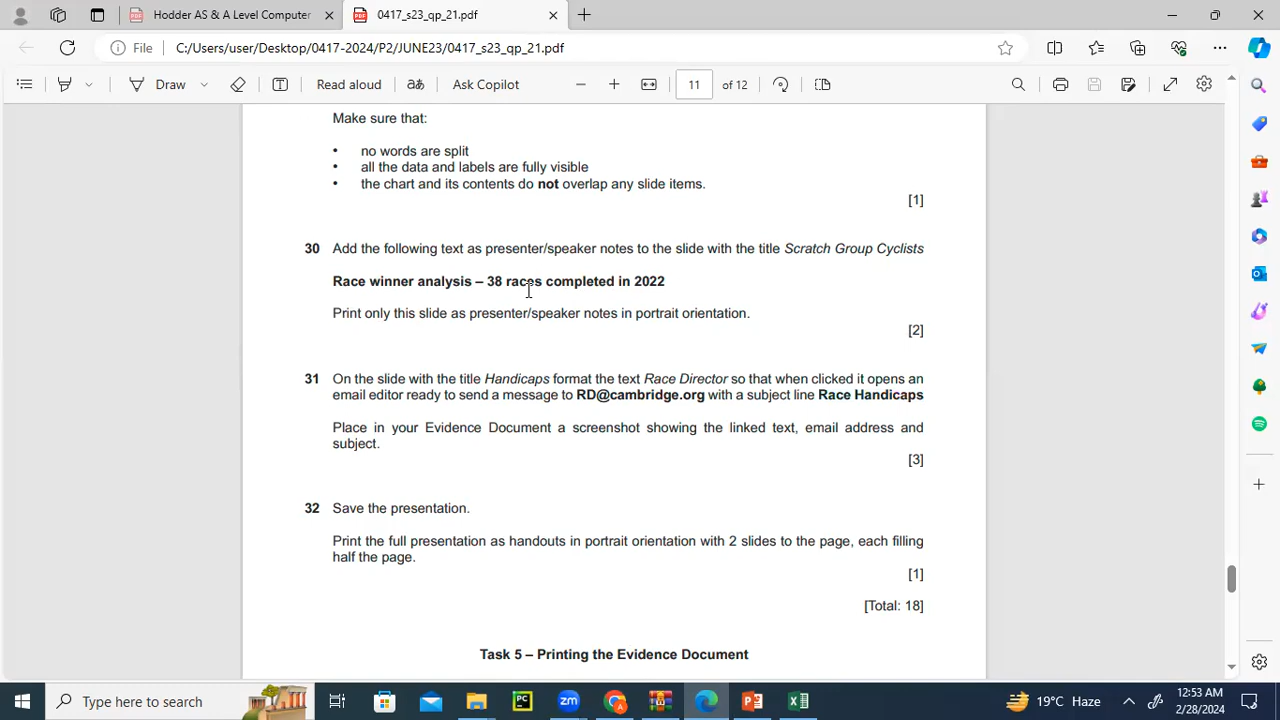 Hodder AS & A Level Computer
0417_s23_qp_21.pdf
File
C:/Users/user/Desktop/0417-2024/P2/JUNE23/0417_s23_qp_21.pdf
Draw
Read aloud
aあ
Ask Copilot
11
of 12
Make sure that:
• no words are split
• all the data and labels are fully visible
• the chart and its contents do not overlap any slide items.
[1]
30 Add the following text as presenter/speaker notes to the slide with the title Scratch Group Cyclists
Race winner analysis – 38 races completed in 2022
Print only this slide as presenter/speaker notes in portrait orientation.
[2]
31 On the slide with the title Handicaps format the text Race Director so that when clicked it opens an
email editor ready to send a message to RD@cambridge.org with a subject line Race Handicaps
Place in your Evidence Document a screenshot showing the linked text, email address and
subject.
[3]
32 Save the presentation.
Print the full presentation as handouts in portrait orientation with 2 slides to the page, each filling
half the page.
[1]
[Total: 18]
Task 5 – Printing the Evidence Document
Type here to search
PC
zm
19°C Haze
12:53 AM
2/28/2024